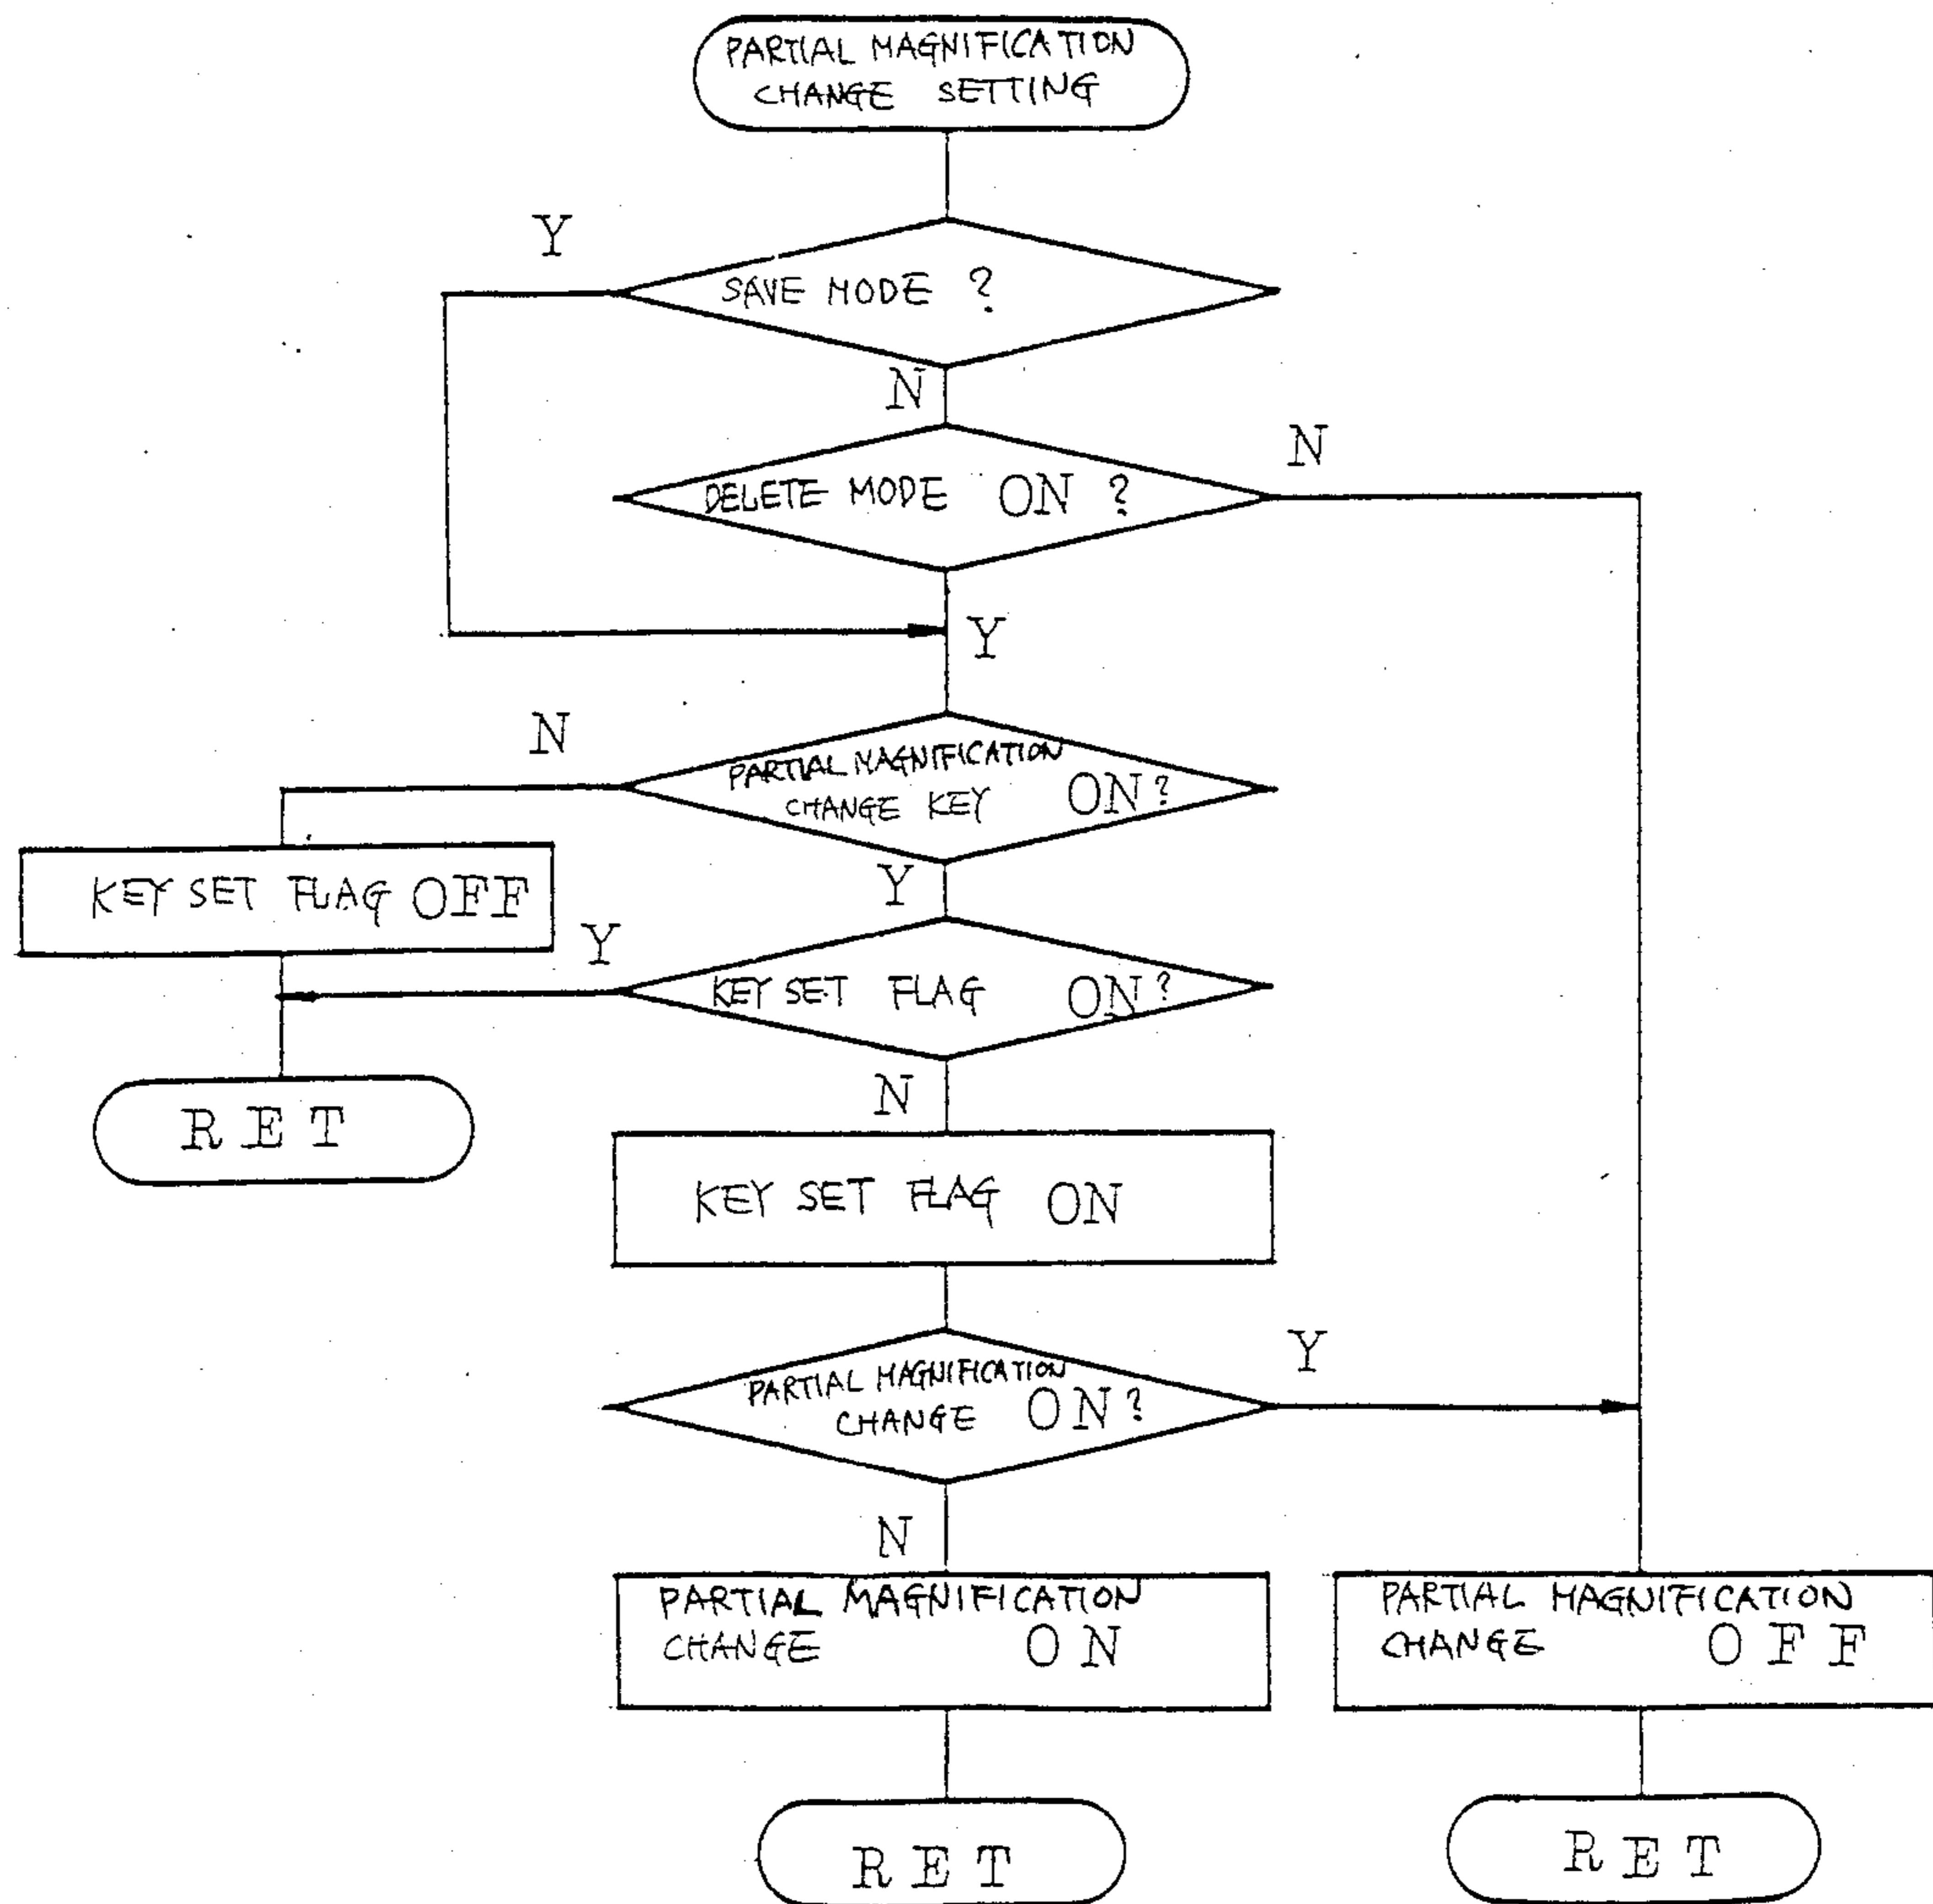 PARTIAL MAGNIFICATION
CHANGE SETTING
Y
SAVE MODE ?
N
N
DELETE MODE ON ?
Y
N
PARTIAL MAGNIFICATION
CHANGE KEY ON?
Y
KEY SET FLAG OFF
Y
KEY SET FLAG ON?
RET
N
KEY SET FLAG ON
Y
PARTIAL MAGNIFICATION
CHANGE ON?
N
PARTIAL MAGNIFICATION
CHANGE ON
PARTIAL MAGNIFICATION
CHANGE OFF
RET
RET